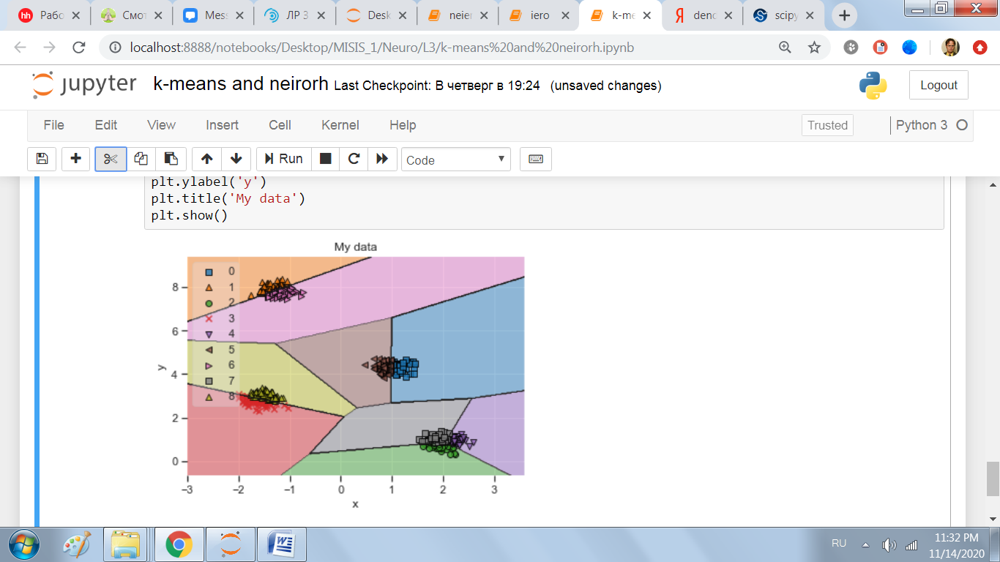 hh Рабо Смот Mess ЛР 3 Desk neier iero k-me Я denc scipy
localhost:8888/notebooks/Desktop/MISIS_1/Neuro/L3/k-means%20and%20neirorh.ipynb
jupyter k-means and neirorh Last Checkpoint: В четверг в 19:24 (unsaved changes) Logout
File Edit View Insert Cell Kernel Help Trusted Python 3
Run Code
plt.ylabel('y')
plt.title('My data')
plt.show()
My data
0
1
2
3
4
5
6
7
8
8
6
4
2
0
y
−3 −2 −1 0 1 2 3
x
W
RU 11:32 PM
11/14/2020